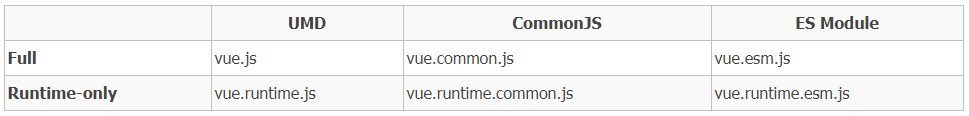 UMD CommonJS ES Module
Full vue.js vue.common.js vue.esm.js
Runtime-only vue.runtime.js vue.runtime.common.js vue.runtime.esm.js